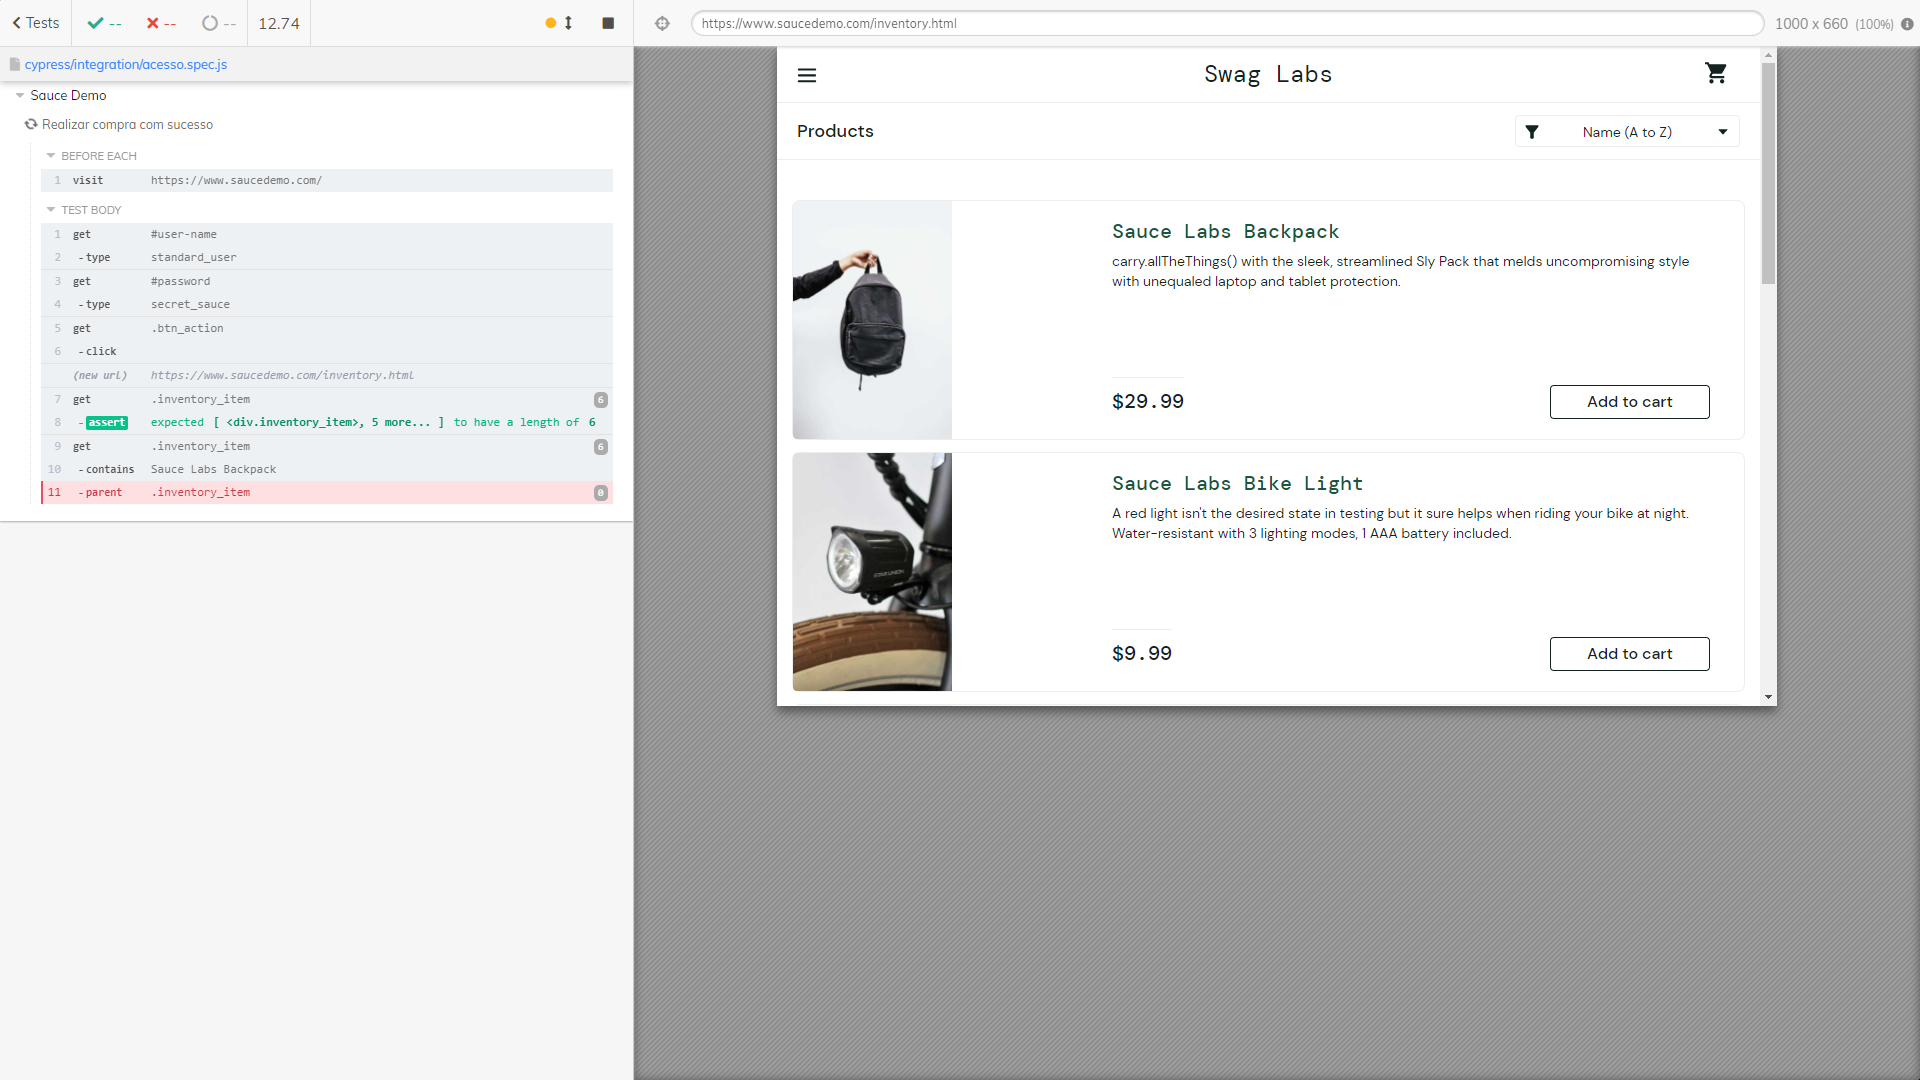 Tests -- -- -- 12.74
https://www.saucedemo.com/inventory.html 1000 x 660 (100%)
cypress/integration/acesso.spec.js
Sauce Demo
Realizar compra com sucesso
BEFORE EACH
1 visit https://www.saucedemo.com/
TEST BODY
1 get #user-name
2 -type standard_user
3 get #password
4 -type secret_sauce
5 get .btn_action
6 -click
(new url) https://www.saucedemo.com/inventory.html
7 get .inventory_item 6
8 -assert expected [ <div.inventory_item>, 5 more... ] to have a length of 6
9 get .inventory_item 6
10 -contains Sauce Labs Backpack
11 -parent .inventory_item 0
Swag Labs
Products
Name (A to Z)
Sauce Labs Backpack
carry.allTheThings() with the sleek, streamlined Sly Pack that melds uncompromising style
with unequaled laptop and tablet protection.
$29.99
Add to cart
Sauce Labs Bike Light
A red light isn't the desired state in testing but it sure helps when riding your bike at night.
Water-resistant with 3 lighting modes, 1 AAA battery included.
$9.99
Add to cart